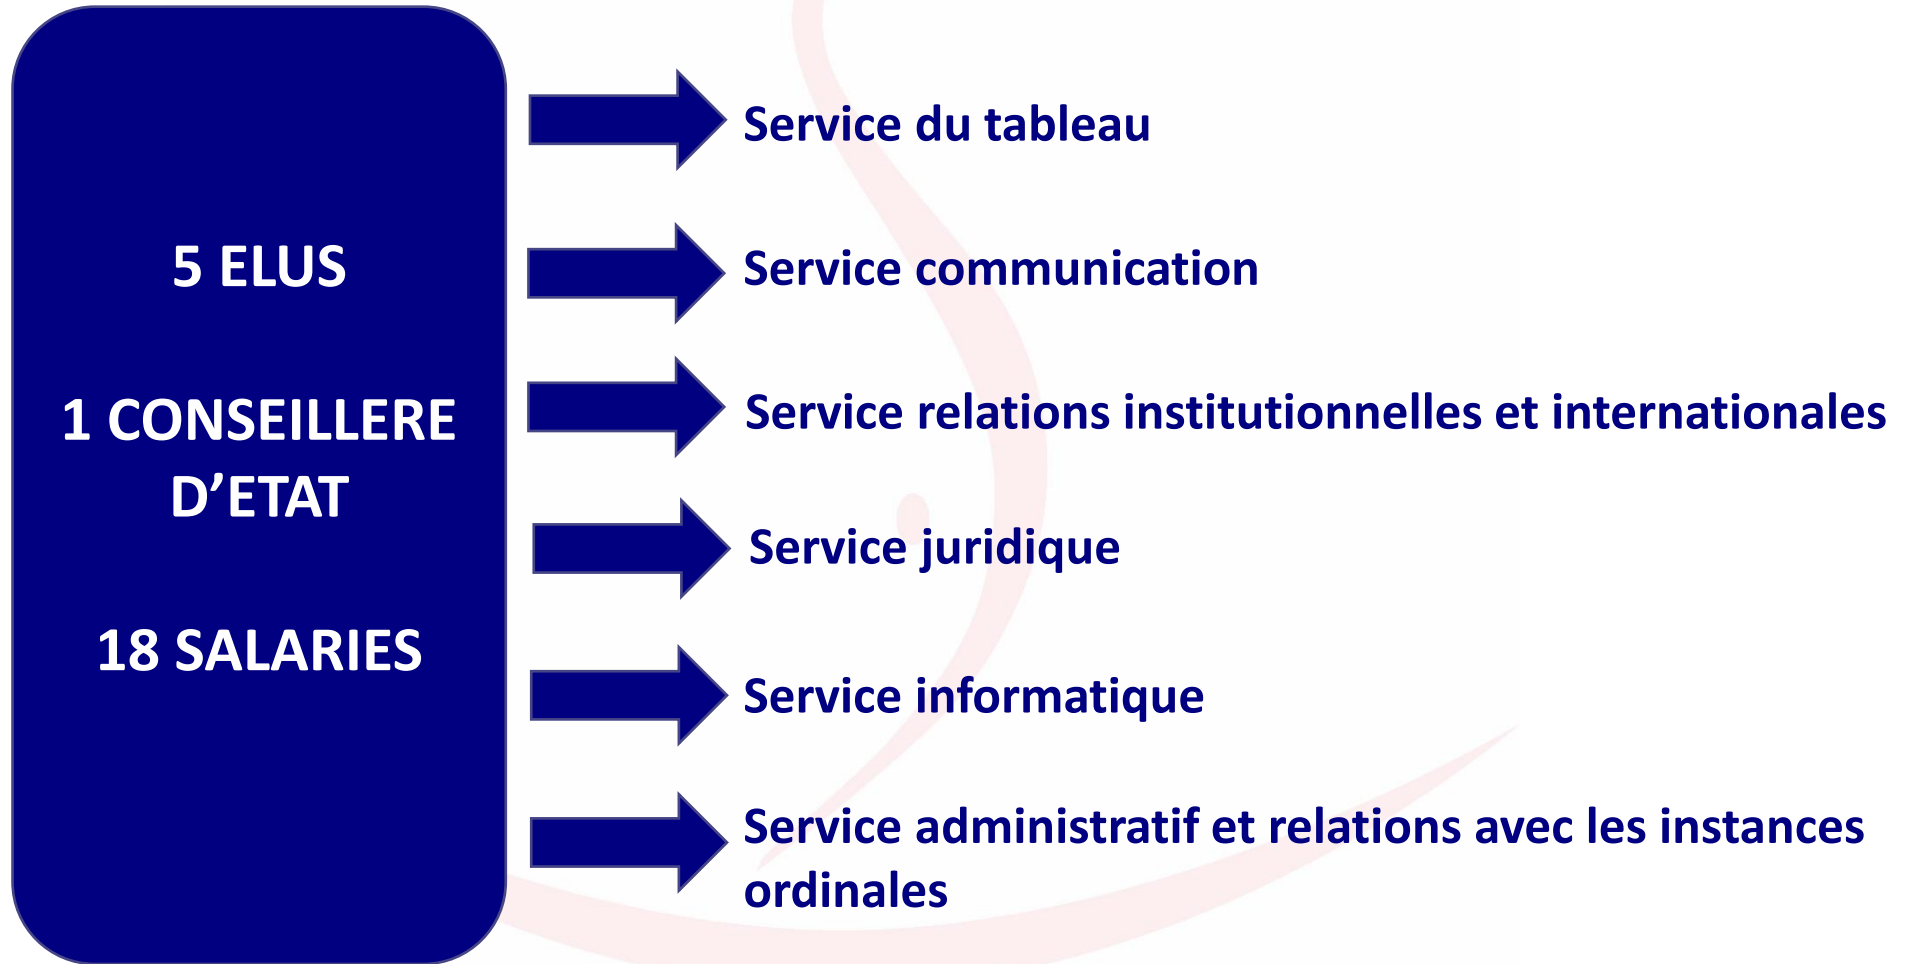 5 ELUS
1 CONSEILLERE
D’ETAT
18 SALARIES
Service du tableau
Service communication
Service relations institutionnelles et internationales
Service juridique
Service informatique
Service administratif et relations avec les instances
ordinales